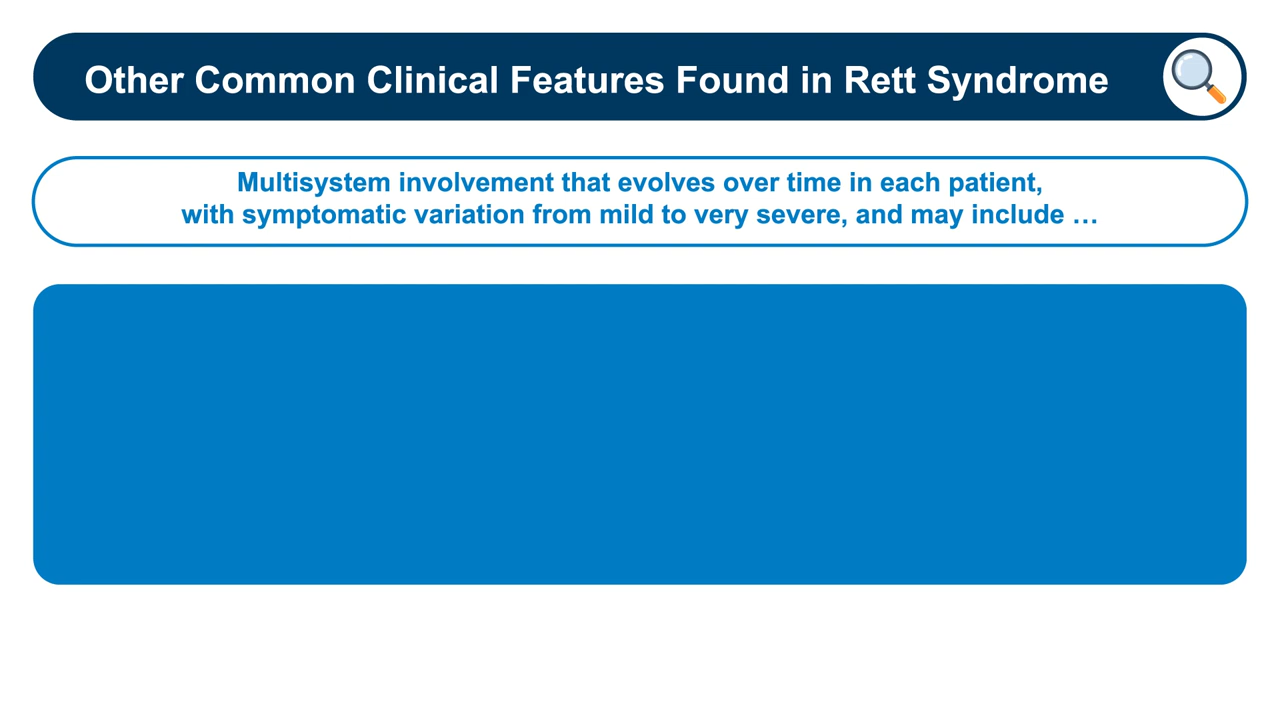 Other Common Clinical Features Found in Rett Syndrome
Multisystem involvement that evolves over time in each patient,
with symptomatic variation from mild to very severe, and may include …